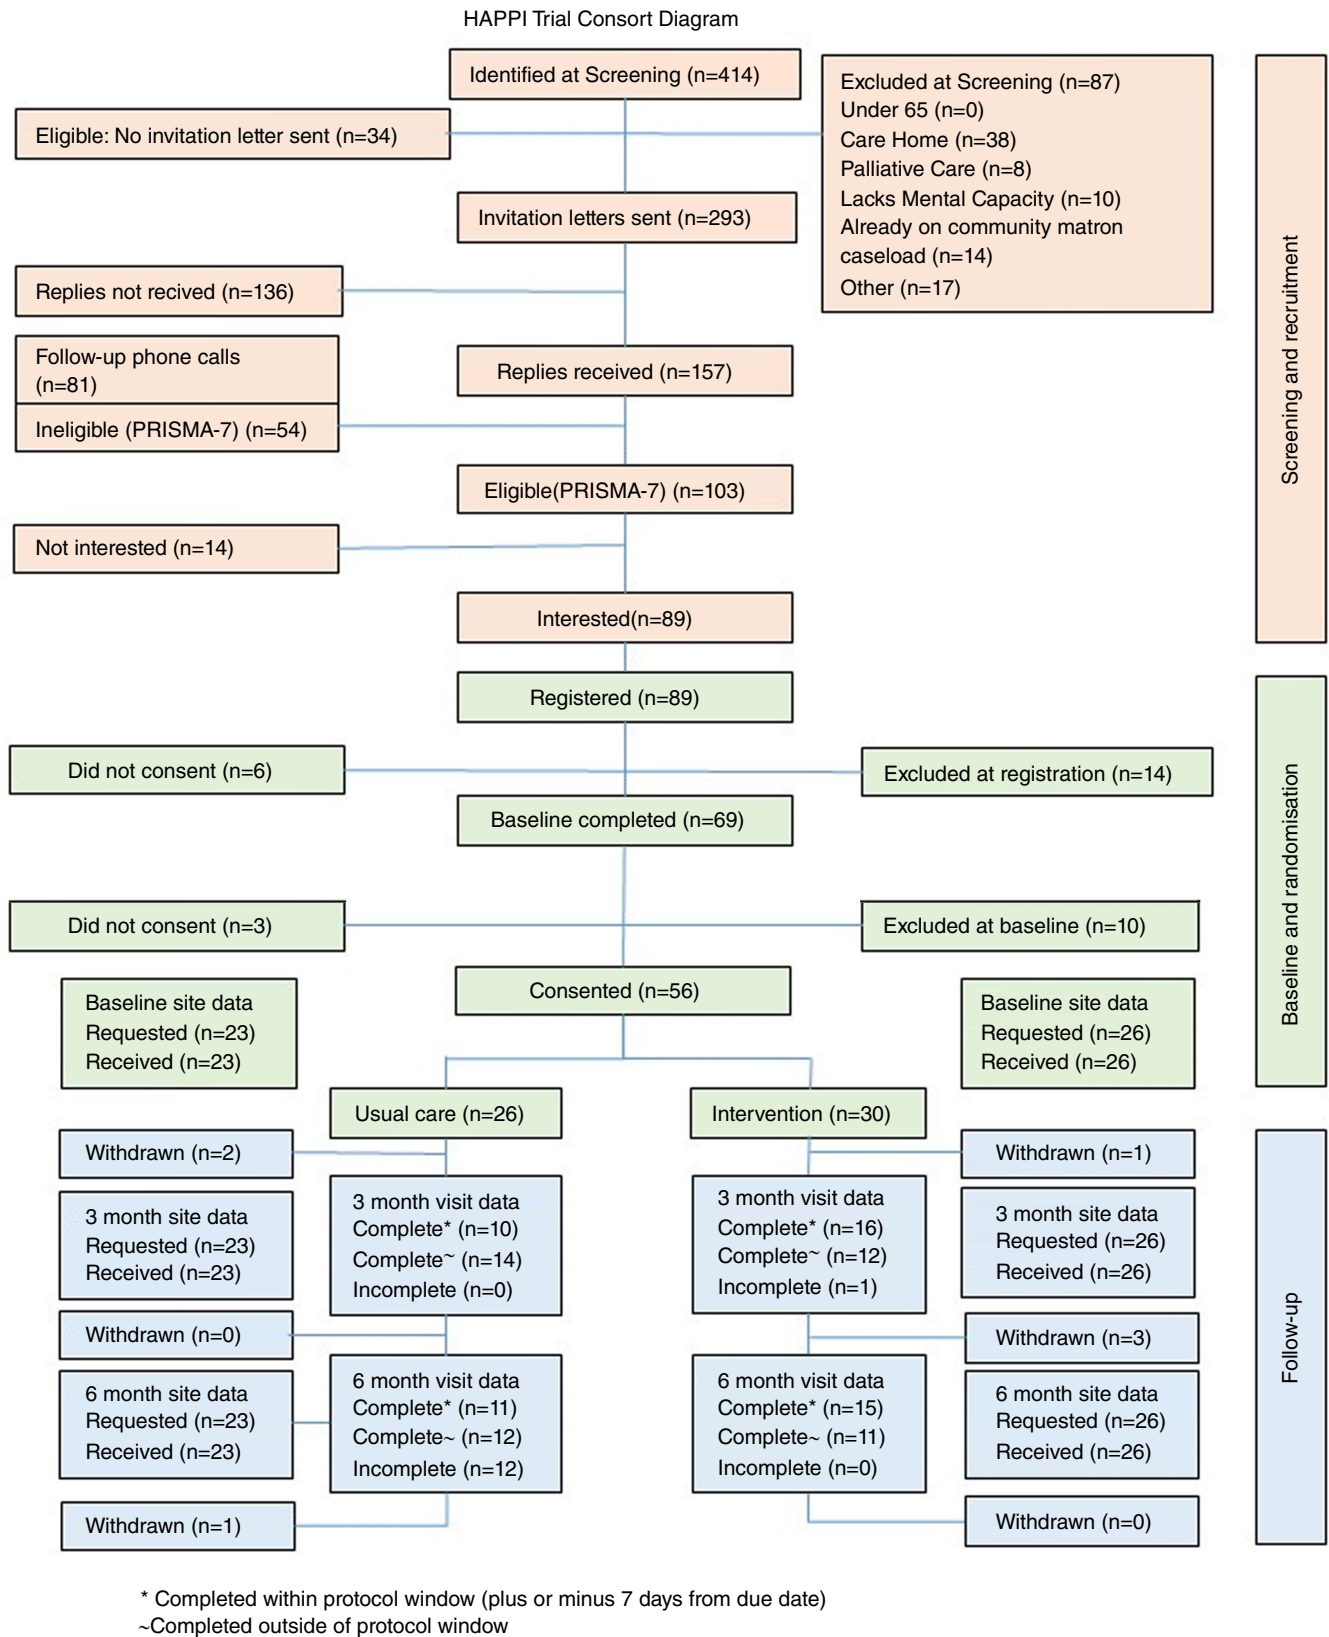 HAPPI Trial Consort Diagram
Identified at Screening (n=414)
Excluded at Screening (n=87)
Under 65 (n=0)
Care Home (n=38)
Palliative Care (n=8)
Lacks Mental Capacity (n=10)
Already on community matron
caseload (n=14)
Other (n=17)
Eligible: No invitation letter sent (n=34)
Invitation letters sent (n=293)
Replies not recived (n=136)
Follow-up phone calls
(n=81)
Replies received (n=157)
Ineligible (PRISMA-7) (n=54)
Eligible(PRISMA-7) (n=103)
Not interested (n=14)
Interested(n=89)
Screening and recruitment
Registered (n=89)
Did not consent (n=6)
Excluded at registration (n=14)
Baseline completed (n=69)
Did not consent (n=3)
Excluded at baseline (n=10)
Consented (n=56)
Baseline site data
Requested (n=23)
Received (n=23)
Baseline site data
Requested (n=26)
Received (n=26)
Usual care (n=26)
Intervention (n=30)
Baseline and randomisation
Withdrawn (n=2)
Withdrawn (n=1)
3 month site data
Requested (n=23)
Received (n=23)
3 month visit data
Complete* (n=10)
Complete~ (n=14)
Incomplete (n=0)
3 month visit data
Complete* (n=16)
Complete~ (n=12)
Incomplete (n=1)
3 month site data
Requested (n=26)
Received (n=26)
Withdrawn (n=0)
Withdrawn (n=3)
6 month site data
Requested (n=23)
Received (n=23)
6 month visit data
Complete* (n=11)
Complete~ (n=12)
Incomplete (n=12)
6 month visit data
Complete* (n=15)
Complete~ (n=11)
Incomplete (n=0)
6 month site data
Requested (n=26)
Received (n=26)
Withdrawn (n=1)
Withdrawn (n=0)
Follow-up
* Completed within protocol window (plus or minus 7 days from due date)
~Completed outside of protocol window